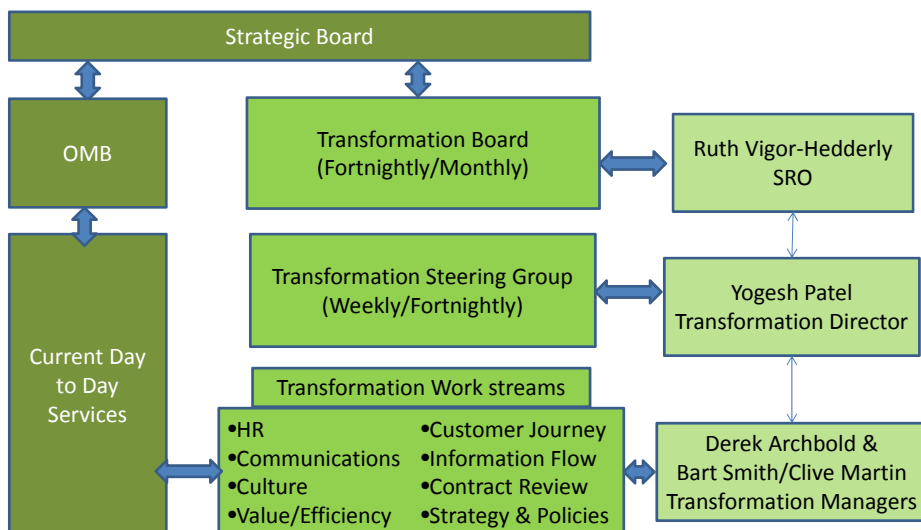 Strategic Board
OMB
Transformation Board
(Fortnightly/Monthly)
Ruth Vigor-Hedderly
SRO
Transformation Steering Group
(Weekly/Fortnightly)
Yogesh Patel
Transformation Director
Current Day
to Day
Services
Transformation Work streams
•HR
•Communications
•Culture
•Value/Efficiency
•Customer Journey
•Information Flow
•Contract Review
•Strategy & Policies
Derek Archbold &
Bart Smith/Clive Martin
Transformation Managers